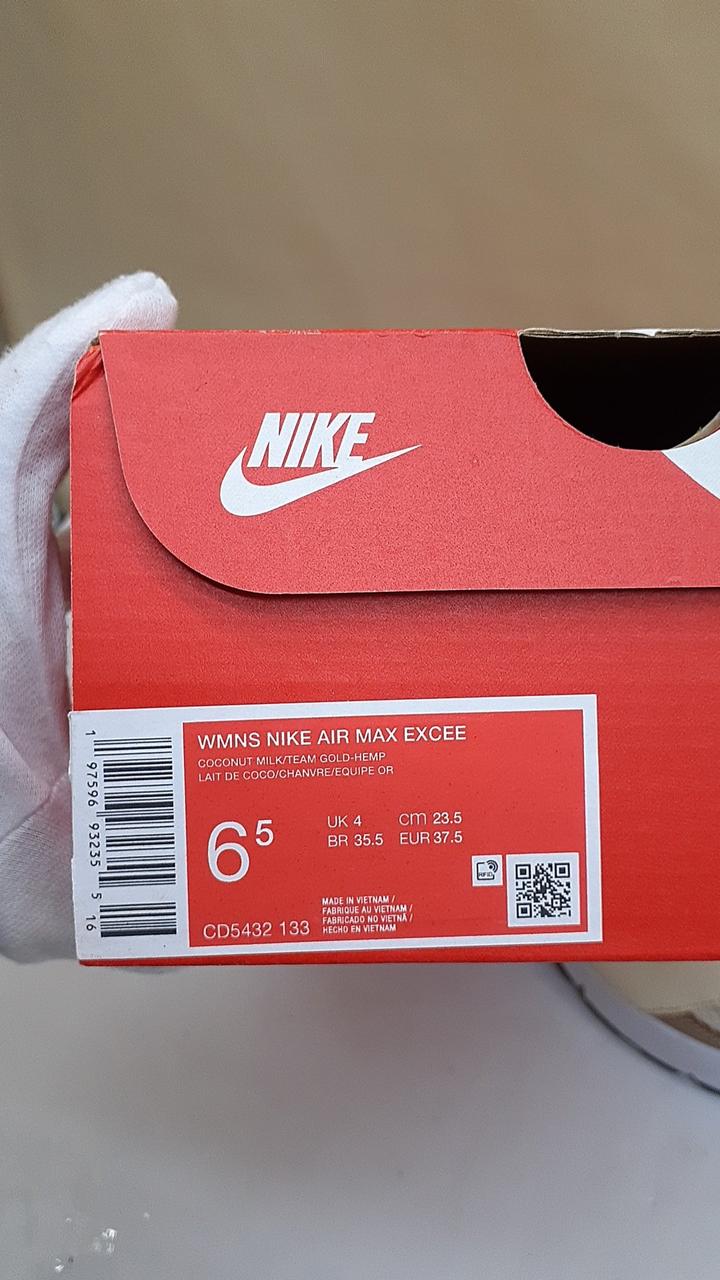 NIKE
WMNS NIKE AIR MAX EXCEE
COCONUT MILK/TEAM GOLD-HEMP
LAIT DE COCO/CHANVRE/EQUIPE OR
6⁵
UK 4 cm 23.5
BR 35.5 EUR 37.5
RFID
MADE IN VIETNAM /
FABRIQUE AU VIETNAM /
FABRICADO NO VIETNÃ /
HECHO EN VIETNAM
CD5432 133
1 97596 93235 5 16